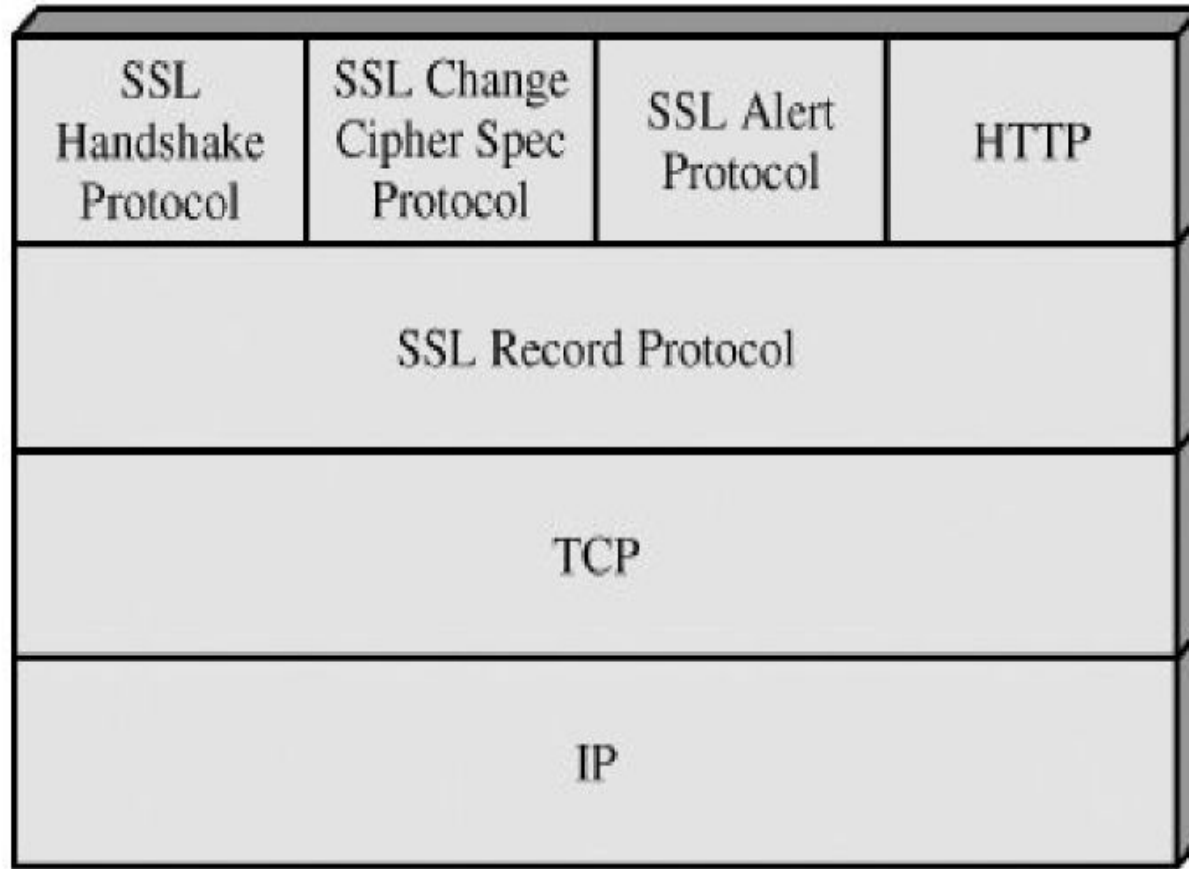 SSL
Handshake
Protocol
SSL Change
Cipher Spec
Protocol
SSL Alert
Protocol
HTTP
SSL Record Protocol
TCP
IP